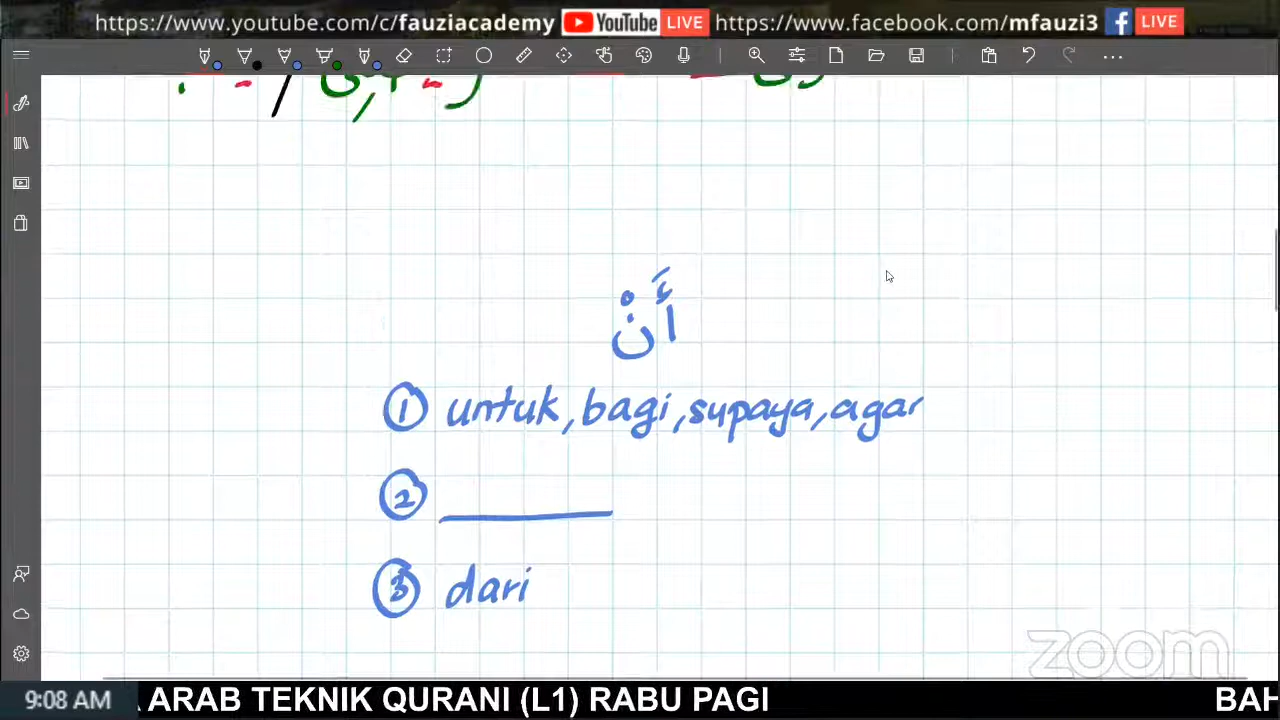 https://www.youtube.com/c/fauziacademy YouTube LIVE https://www.facebook.com/mfauzi3 f LIVE
أَنْ
① untuk, bagi, supaya, agar
② ______
③ dari
zoom
9:08 AM ARAB TEKNIK QURANI (L1) RABU PAGI BAH